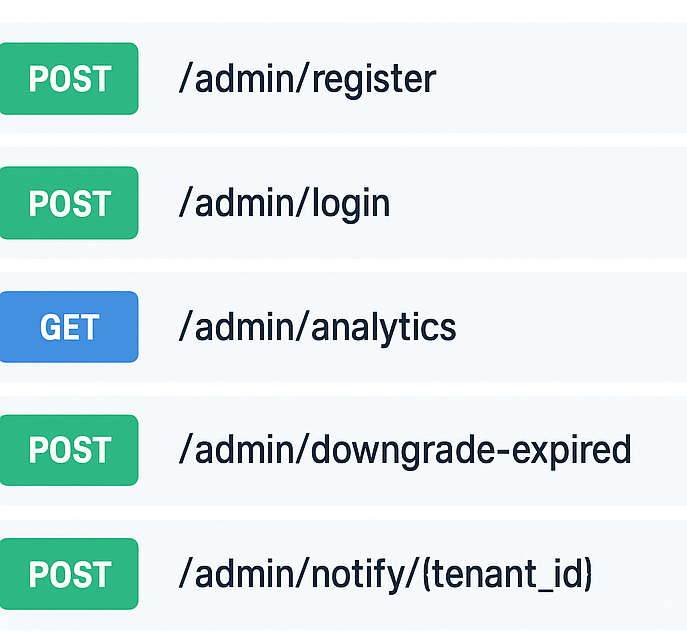 POST /admin/register
POST /admin/login
GET /admin/analytics
POST /admin/downgrade-expired
POST /admin/notify/{tenant_id}